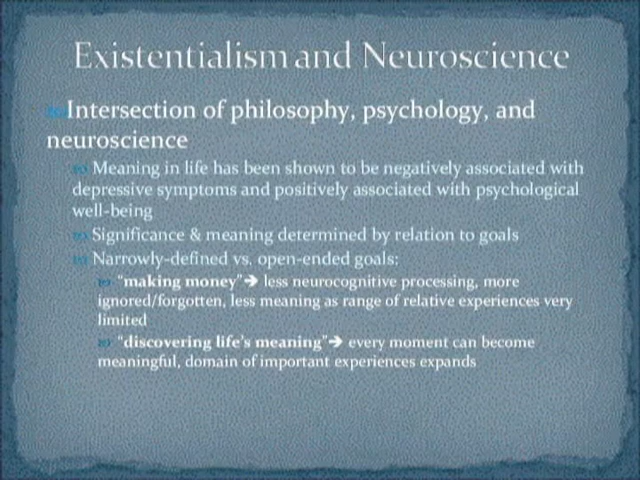 Existentialism and Neuroscience
Intersection of philosophy, psychology, and
neuroscience
Meaning in life has been shown to be negatively associated with
depressive symptoms and positively associated with psychological
well-being
Significance & meaning determined by relation to goals
Narrowly-defined vs. open-ended goals:
"making money"➔ less neurocognitive processing, more
ignored/forgotten, less meaning as range of relative experiences very
limited
"discovering life's meaning"➔ every moment can become
meaningful, domain of important experiences expands